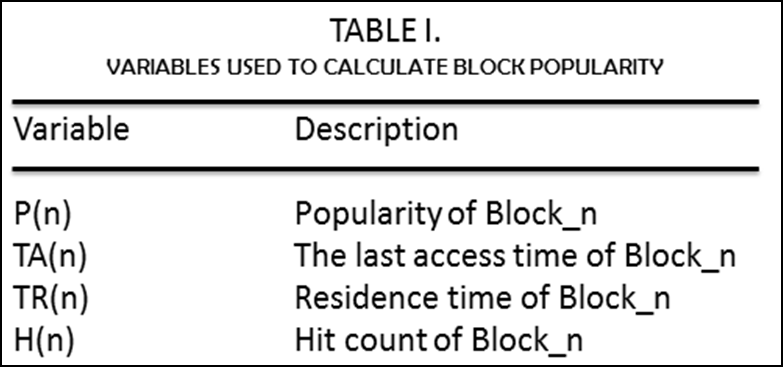 TABLE I.
VARIABLES USED TO CALCULATE BLOCK POPULARITY
Variable Description
P(n) Popularity of Block_n
TA(n) The last access time of Block_n
TR(n) Residence time of Block_n
H(n) Hit count of Block_n